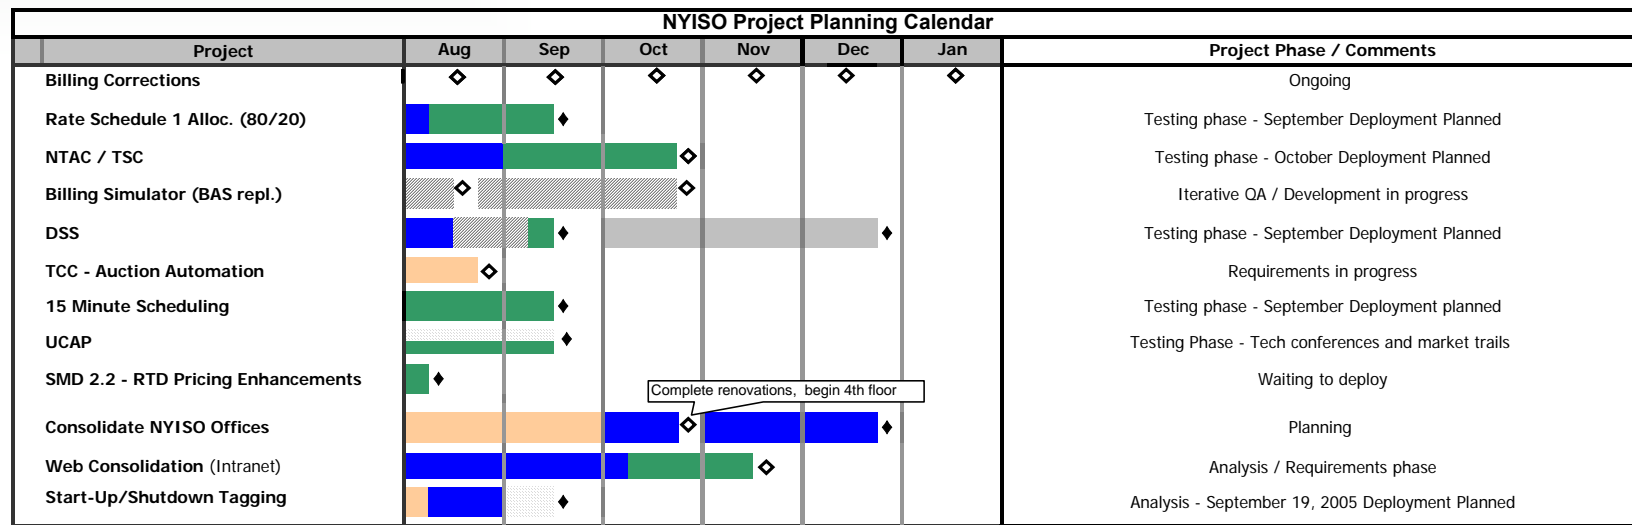 NYISO Project Planning Calendar
Project Aug Sep Oct Nov Dec Jan Project Phase / Comments
Billing Corrections Ongoing
Rate Schedule 1 Alloc. (80/20) Testing phase - September Deployment Planned
NTAC / TSC Testing phase - October Deployment Planned
Billing Simulator (BAS repl.) Iterative QA / Development in progress
DSS Testing phase - September Deployment Planned
TCC - Auction Automation Requirements in progress
15 Minute Scheduling Testing phase - September Deployment planned
UCAP Testing Phase - Tech conferences and market trails
SMD 2.2 - RTD Pricing Enhancements Waiting to deploy
Complete renovations, begin 4th floor
Consolidate NYISO Offices Planning
Web Consolidation (Intranet) Analysis / Requirements phase
Start-Up/Shutdown Tagging Analysis - September 19, 2005 Deployment Planned